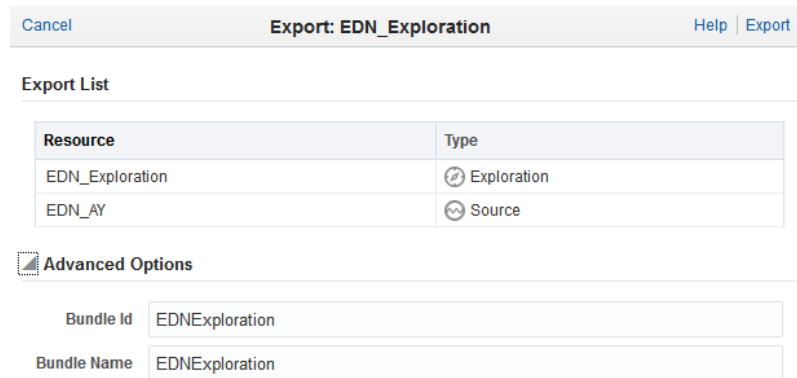 Cancel Export: EDN_Exploration Help Export
Export List
Resource Type
EDN_Exploration Exploration
EDN_AY Source
Advanced Options
Bundle Id EDNExploration
Bundle Name EDNExploration